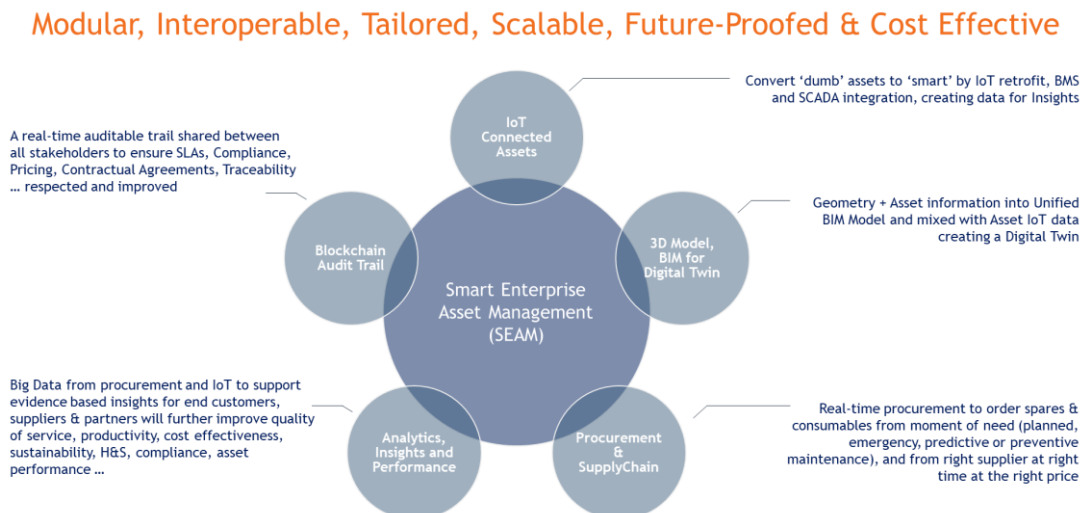 Modular, Interoperable, Tailored, Scalable, Future-Proofed & Cost Effective
IoT
Connected
Assets
Convert ‘dumb’ assets to ‘smart’ by IoT retrofit, BMS
and SCADA integration, creating data for Insights
A real-time auditable trail shared between
all stakeholders to ensure SLAs, Compliance,
Pricing, Contractual Agreements, Traceability
... respected and improved
Blockchain
Audit Trail
3D Model,
BIM for
Digital Twin
Geometry + Asset information into Unified
BIM Model and mixed with Asset IoT data
creating a Digital Twin
Smart Enterprise
Asset Management
(SEAM)
Big Data from procurement and IoT to support
evidence based insights for end customers,
suppliers & partners will further improve quality
of service, productivity, cost effectiveness,
sustainability, H&S, compliance, asset
performance ...
Analytics,
Insights and
Performance
Procurement
&
SupplyChain
Real-time procurement to order spares &
consumables from moment of need (planned,
emergency, predictive or preventive
maintenance), and from right supplier at right
time at the right price